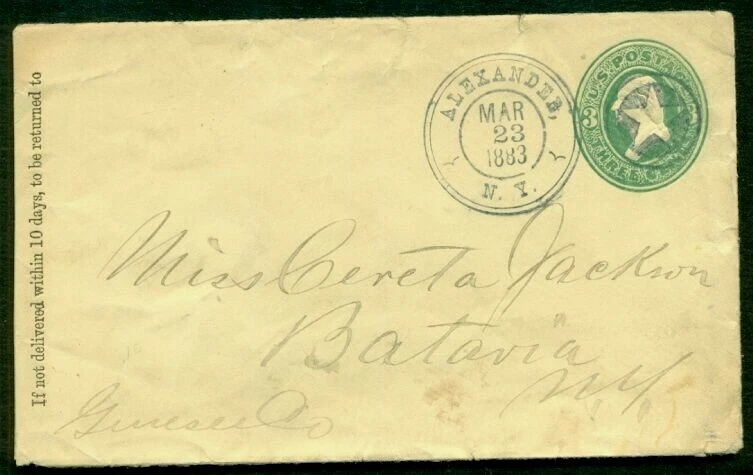 If not delivered within 10 days, to be returned to
ALEXANDER,
MAR
23
1883
N. Y.
U.S. POSTAGE
3
THREE
Miss Cereta Jackson
Batavia
N.Y.
Genesee Co